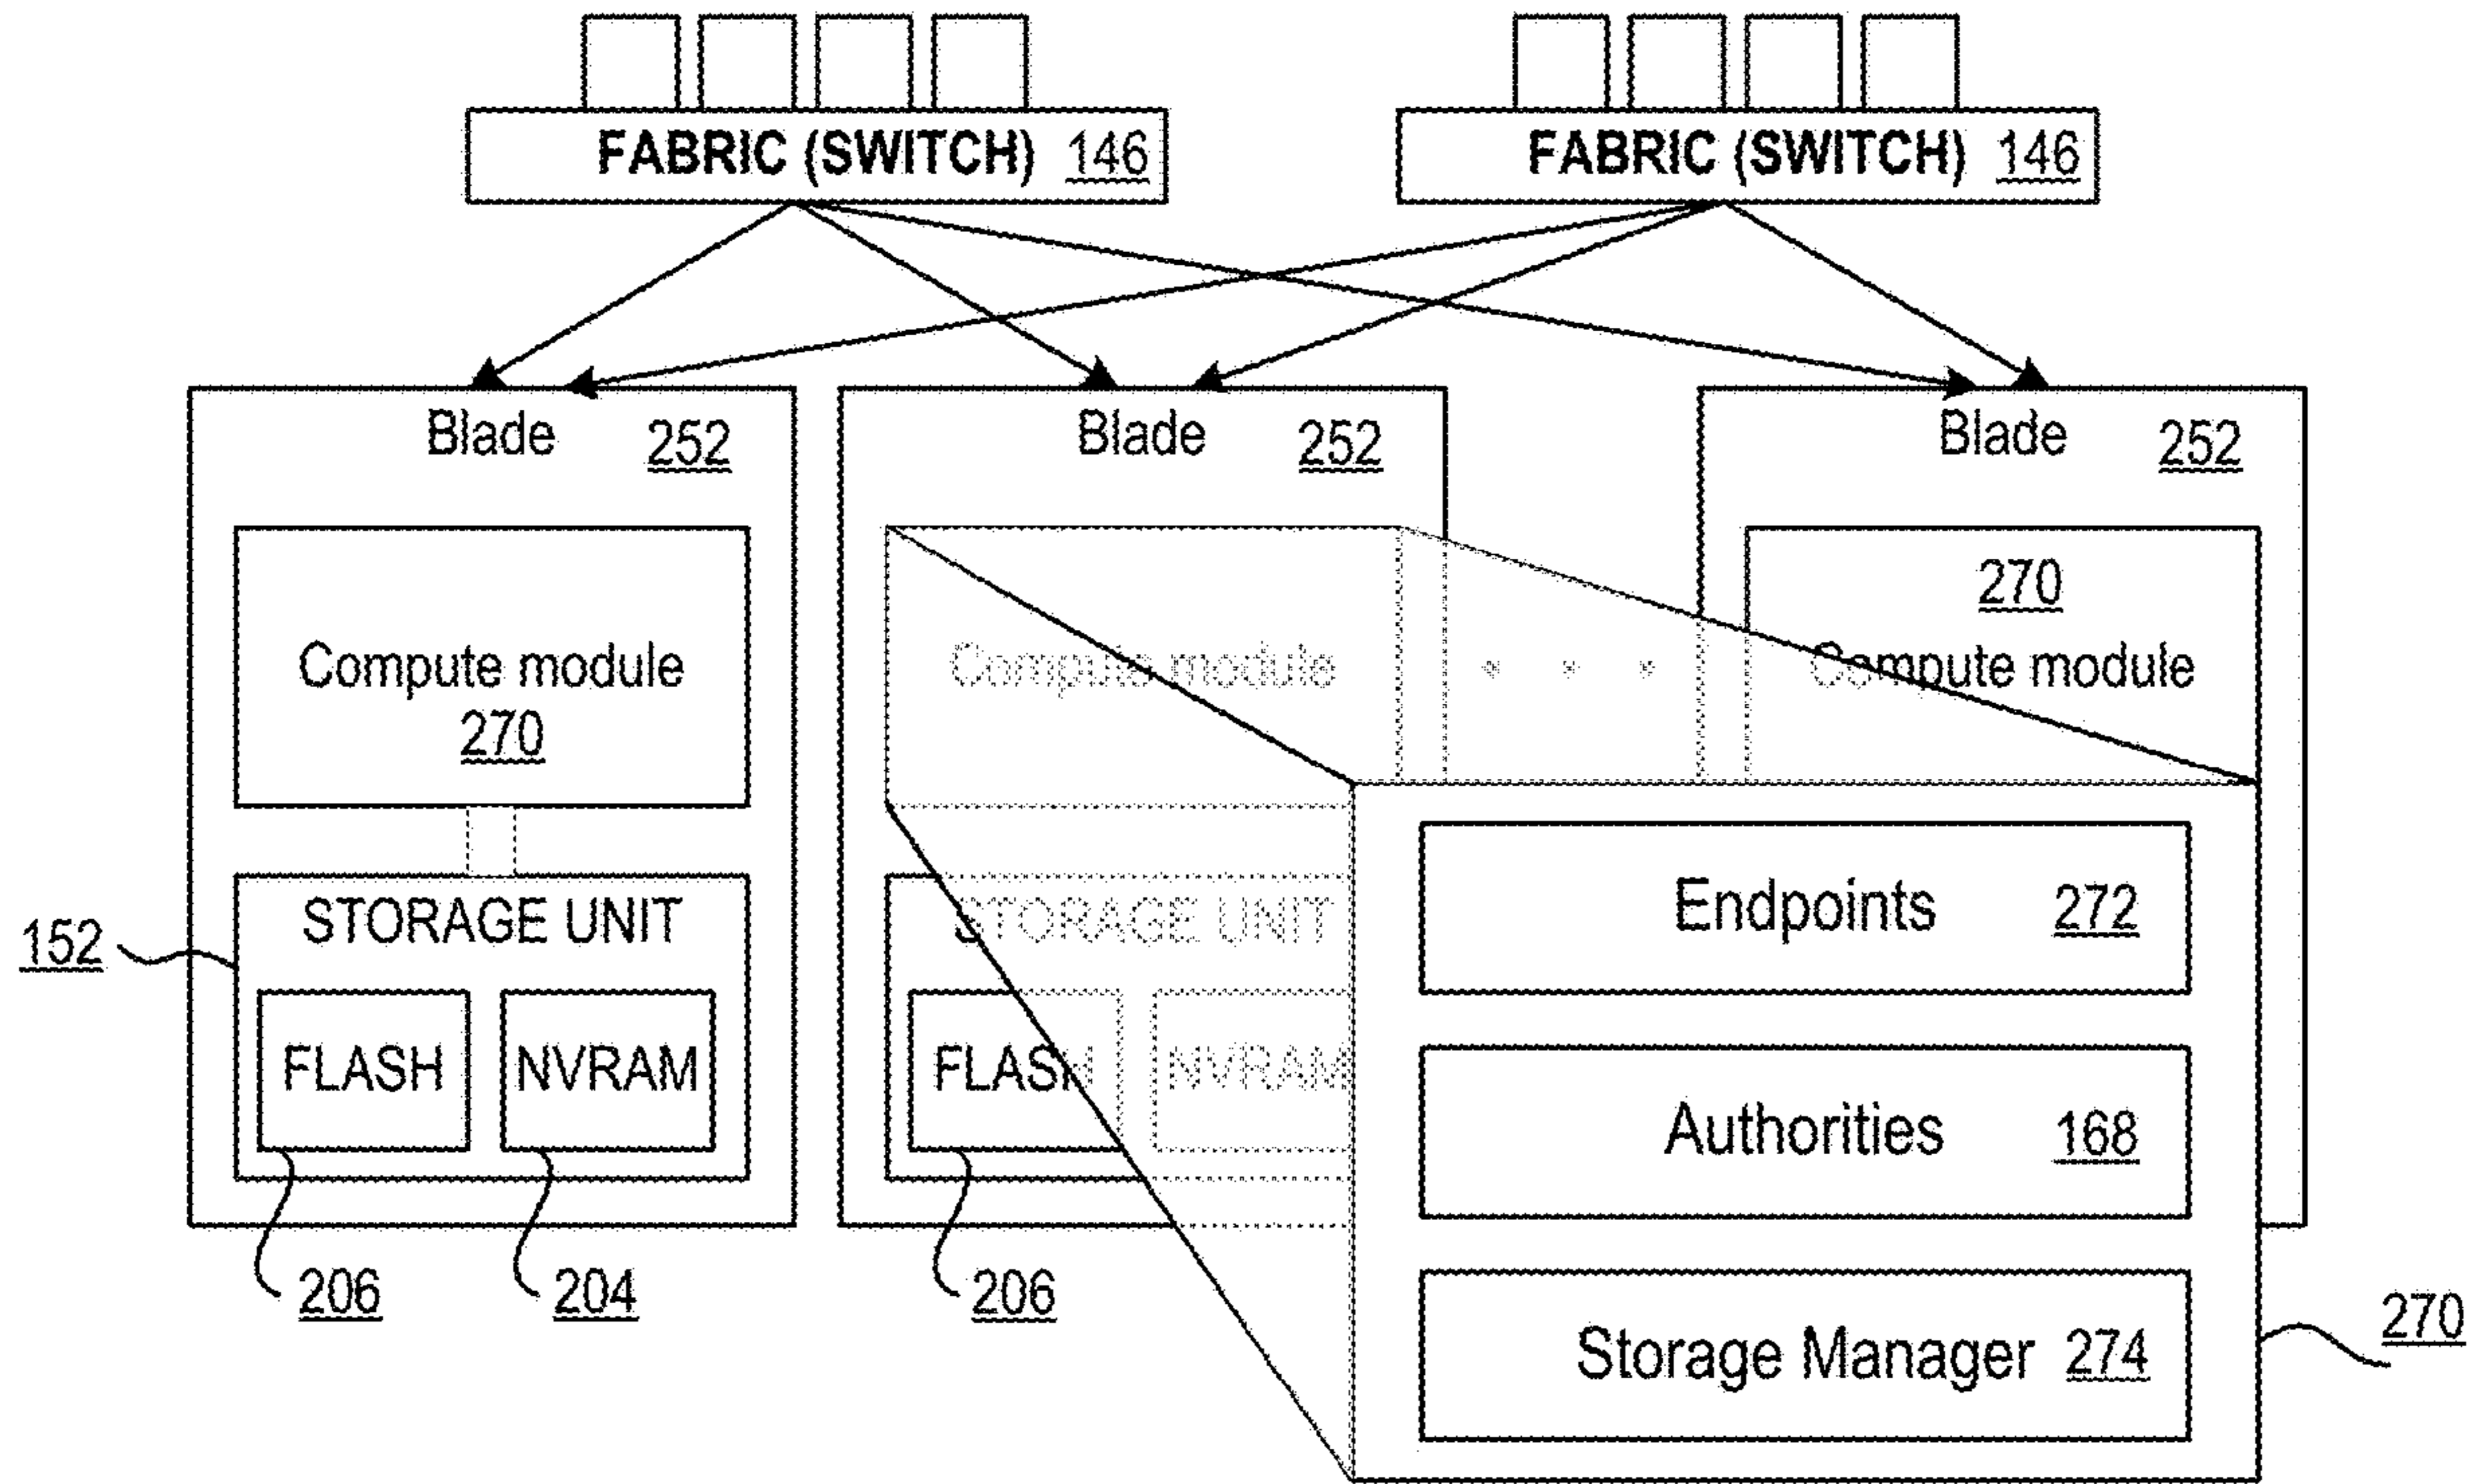 FABRIC (SWITCH) 146
FABRIC (SWITCH) 146
Blade 252
Blade 252
Blade 252
Compute module
270
Compute module
270
Compute module
152
STORAGE UNIT
FLASH
NVRAM
206
204
STORAGE UNIT
FLASH
NVRAM
206
Endpoints 272
Authorities 168
Storage Manager 274
270